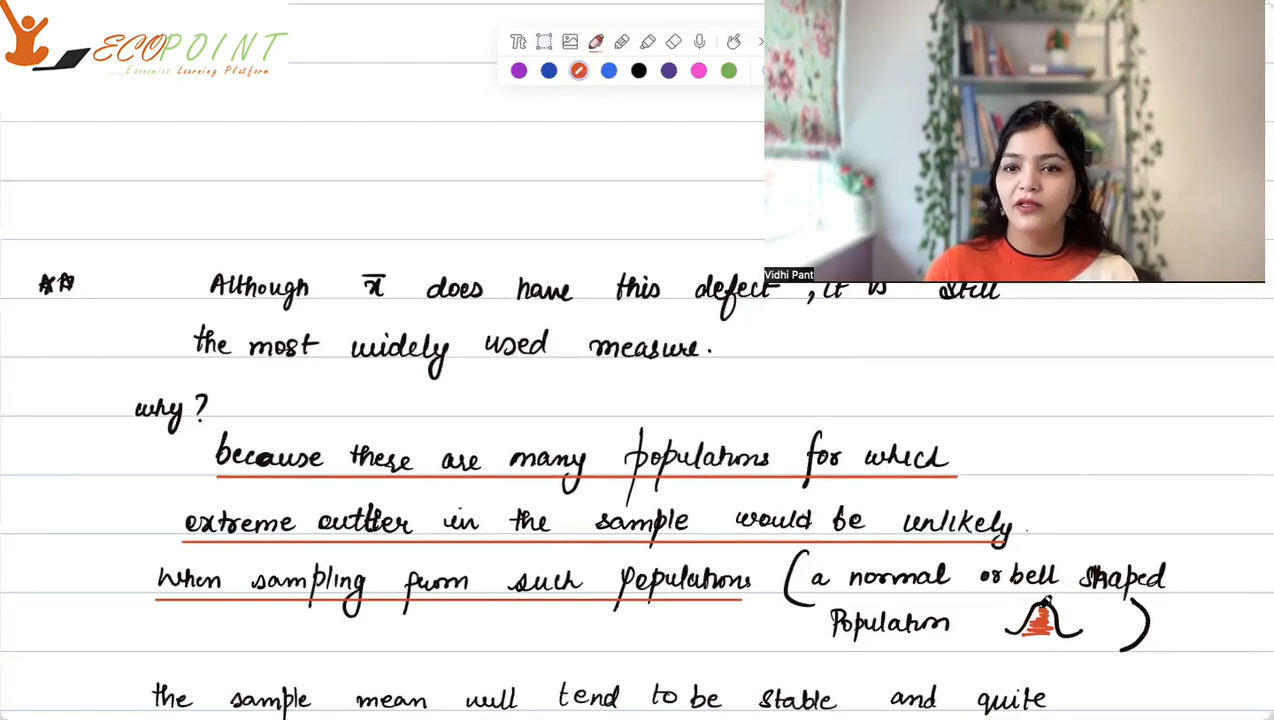 ECOPOINT
.....Economics Learning Platform
Tt
Vidhi Pant
Although x̄ does have this defect, it is still
the most widely used measure.
why?
because there are many populations for which
extreme outlier in the sample would be unlikely.
When sampling from such populations (a normal or bell shaped
Population )
the sample mean will tend to be stable and quite